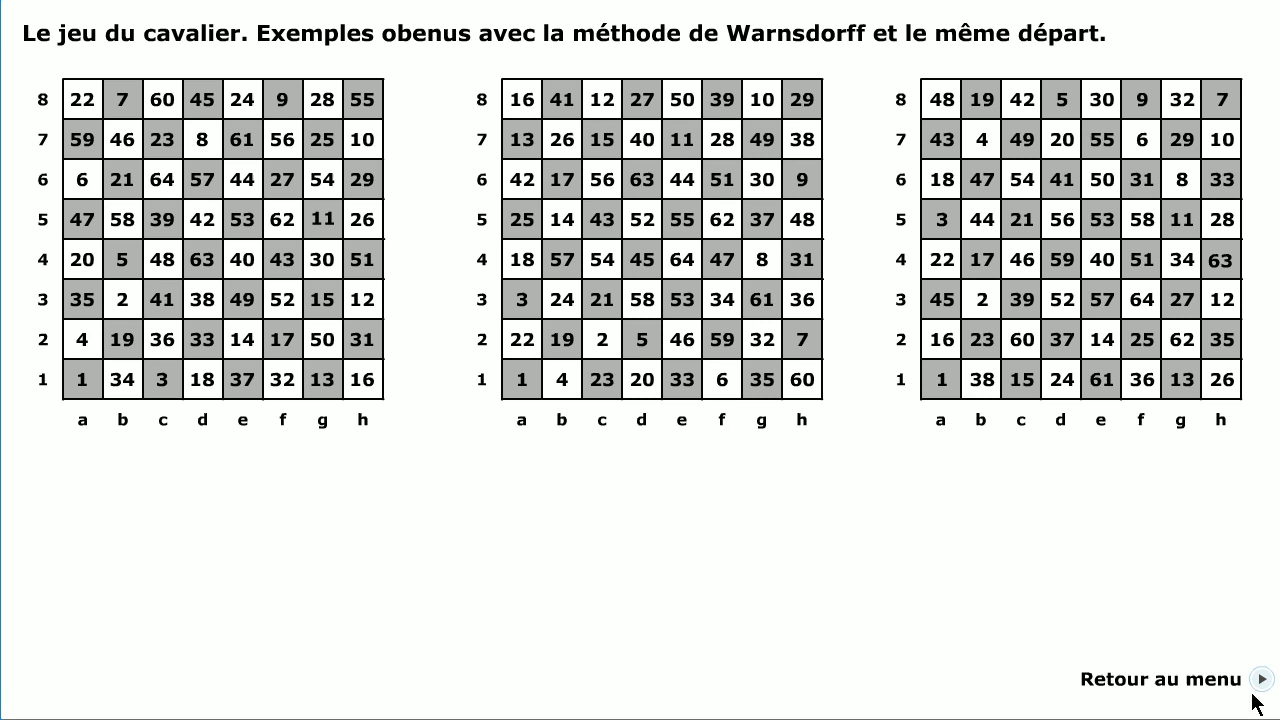 Le jeu du cavalier. Exemples obenus avec la méthode de Warnsdorff et le même départ.
8 22 7 60 45 24 9 28 55
7 59 46 23 8 61 56 25 10
6 6 21 64 57 44 27 54 29
5 47 58 39 42 53 62 11 26
4 20 5 48 63 40 43 30 51
3 35 2 41 38 49 52 15 12
2 4 19 36 33 14 17 50 31
1 1 34 3 18 37 32 13 16
a b c d e f g h
8 16 41 12 27 50 39 10 29
7 13 26 15 40 11 28 49 38
6 42 17 56 63 44 51 30 9
5 25 14 43 52 55 62 37 48
4 18 57 54 45 64 47 8 31
3 3 24 21 58 53 34 61 36
2 22 19 2 5 46 59 32 7
1 1 4 23 20 33 6 35 60
a b c d e f g h
8 48 19 42 5 30 9 32 7
7 43 4 49 20 55 6 29 10
6 18 47 54 41 50 31 8 33
5 3 44 21 56 53 58 11 28
4 22 17 46 59 40 51 34 63
3 45 2 39 52 57 64 27 12
2 16 23 60 37 14 25 62 35
1 1 38 15 24 61 36 13 26
a b c d e f g h
Retour au menu